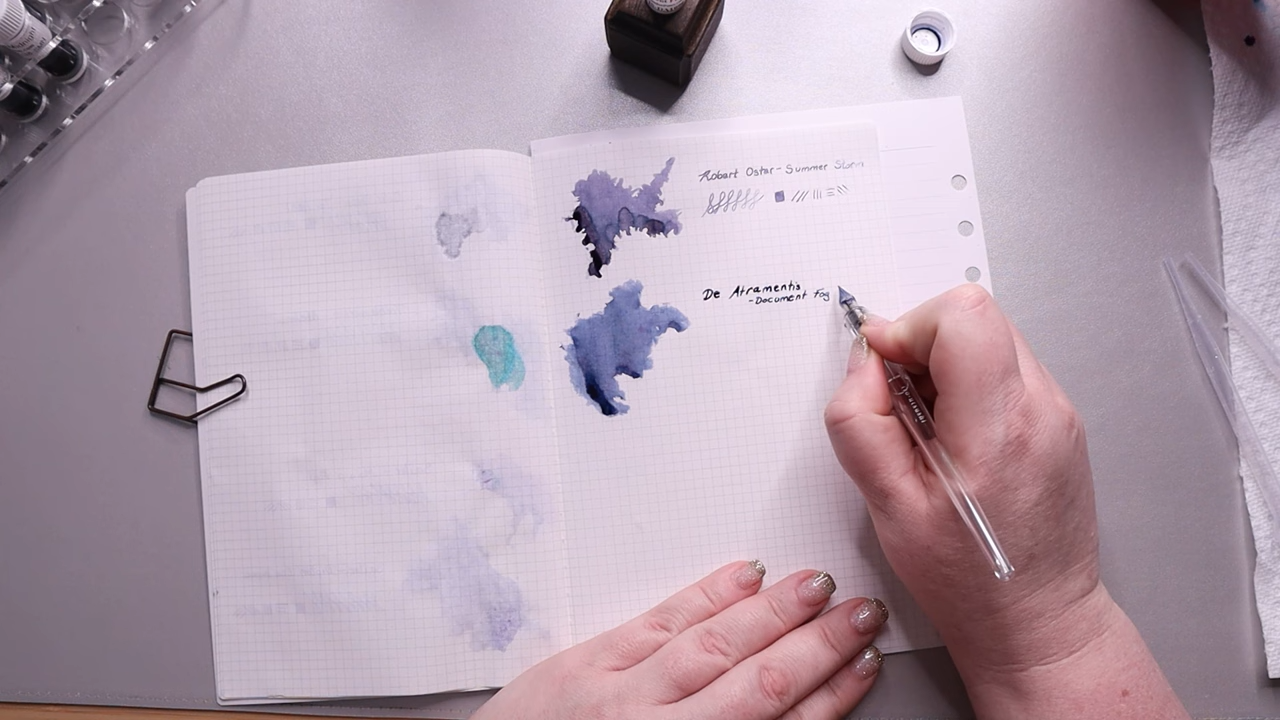 Robert Oster - Summer Storm
De Atramentis
- Document Fog